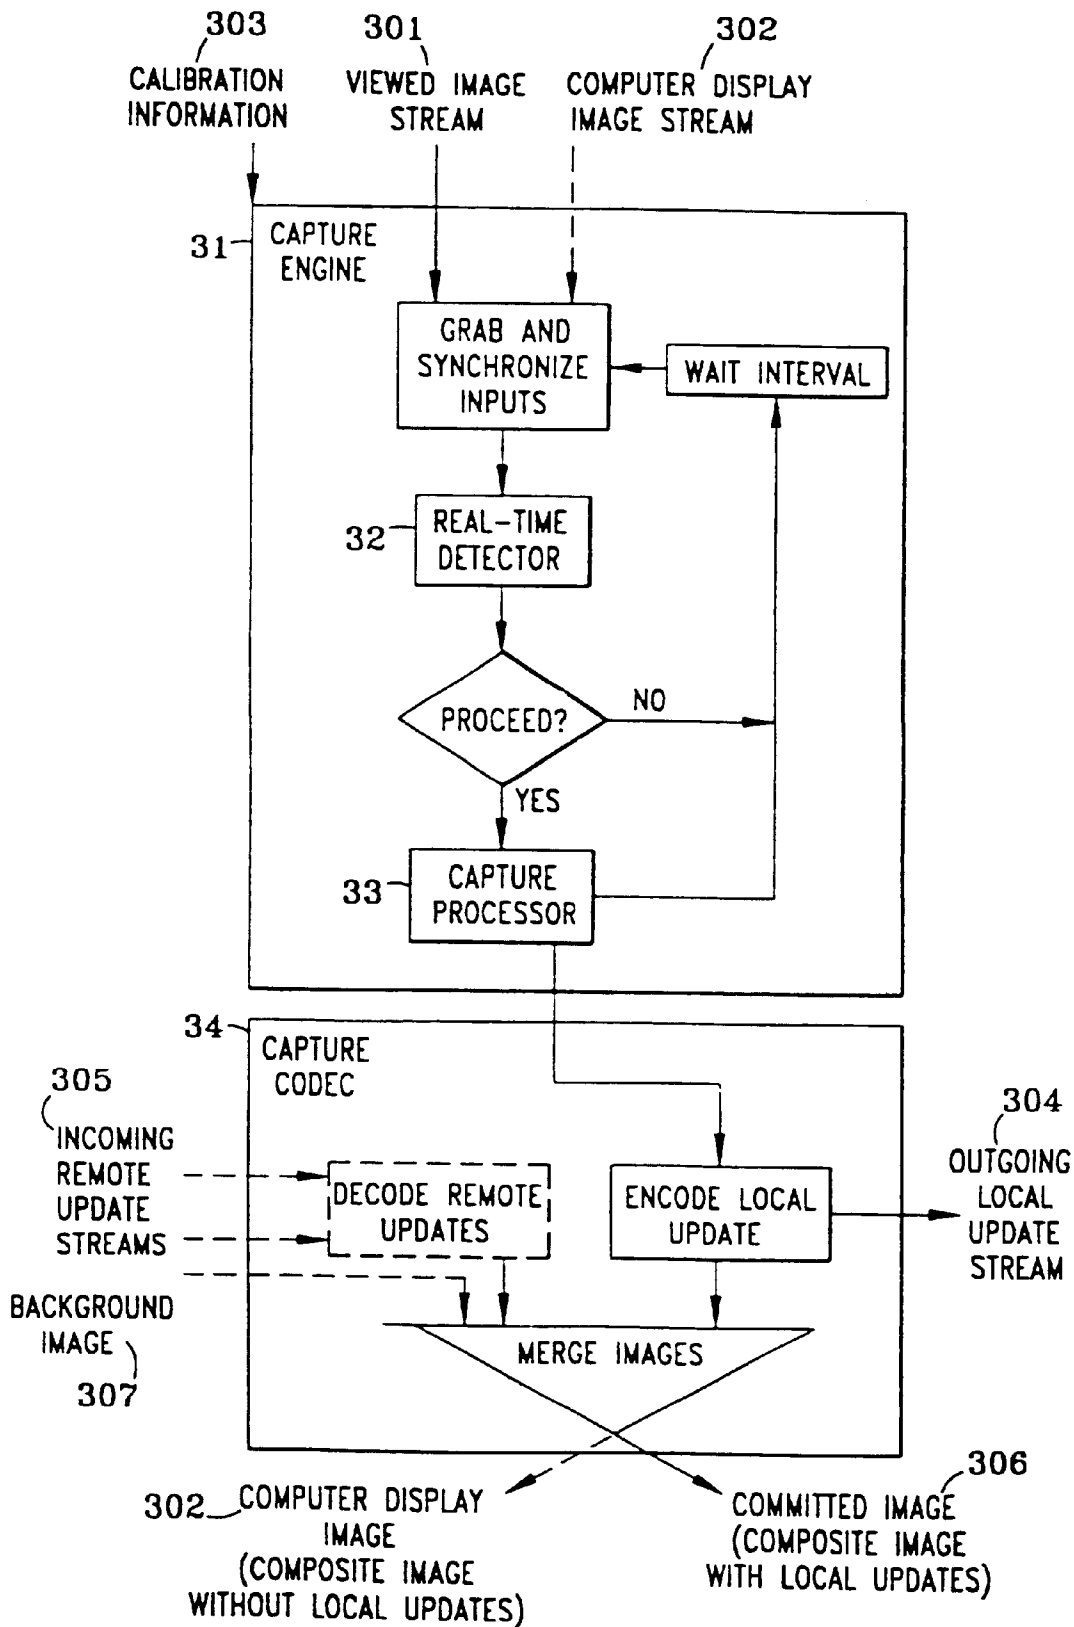 303
301
302
CALIBRATION
INFORMATION
VIEWED IMAGE
STREAM
COMPUTER DISPLAY
IMAGE STREAM
31
CAPTURE
ENGINE
GRAB AND
SYNCHRONIZE
INPUTS
WAIT INTERVAL
32
REAL-TIME
DETECTOR
PROCEED?
NO
YES
33
CAPTURE
PROCESSOR
34
CAPTURE
CODEC
305
INCOMING
REMOTE
UPDATE
STREAMS
DECODE REMOTE
UPDATES
ENCODE LOCAL
UPDATE
304
OUTGOING
LOCAL
UPDATE
STREAM
BACKGROUND
IMAGE
307
MERGE IMAGES
302
COMPUTER DISPLAY
IMAGE
(COMPOSITE IMAGE
WITHOUT LOCAL UPDATES)
306
COMMITTED IMAGE
(COMPOSITE IMAGE
WITH LOCAL UPDATES)